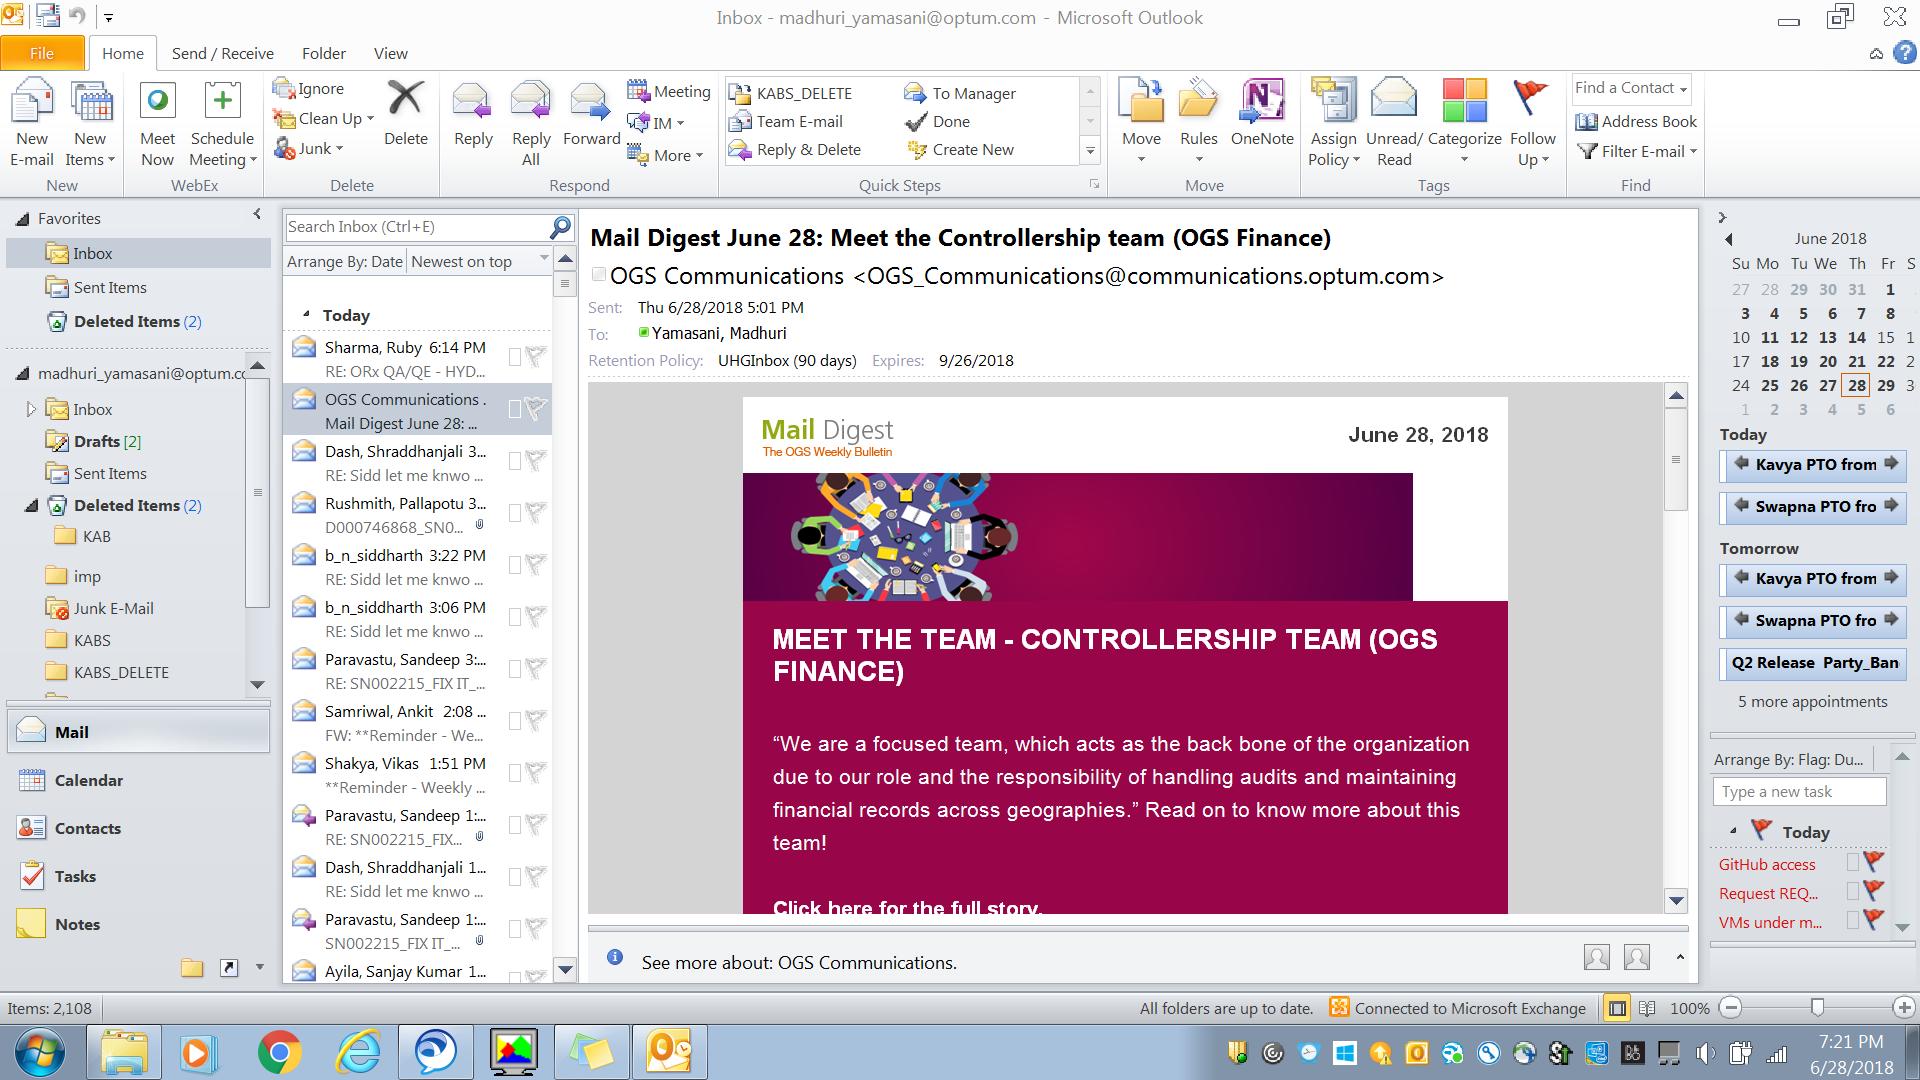 Inbox - madhuri_yamasani@optum.com - Microsoft Outlook
File Home Send / Receive Folder View
New E-mail
New Items
New
Meet Now
Schedule Meeting
WebEx
Ignore
Clean Up
Junk
Delete
Delete
Reply
Reply All
Forward
Meeting
IM
More
Respond
KABS_DELETE
Team E-mail
Reply & Delete
To Manager
Done
Create New
Quick Steps
Move
Rules
OneNote
Move
Assign Policy
Unread/ Read
Categorize
Follow Up
Tags
Find a Contact
Address Book
Filter E-mail
Find
Favorites
Inbox
Sent Items
Deleted Items (2)
madhuri_yamasani@optum.co
Inbox
Drafts [2]
Sent Items
Deleted Items (2)
KAB
imp
Junk E-Mail
KABS
KABS_DELETE
Mail
Calendar
Contacts
Tasks
Notes
Search Inbox (Ctrl+E)
Arrange By: Date Newest on top
Today
Sharma, Ruby 6:14 PM
RE: ORx QA/QE - HYD...
OGS Communications .
Mail Digest June 28: ...
Dash, Shraddhanjali 3...
RE: Sidd let me knwo ...
Rushmith, Pallapotu 3...
D000746868_SN0...
b_n_siddharth 3:22 PM
RE: Sidd let me knwo ...
b_n_siddharth 3:06 PM
RE: Sidd let me knwo ...
Paravastu, Sandeep 3:...
RE: SN002215_FIX IT_...
Samriwal, Ankit 2:08 ...
FW: **Reminder - We...
Shakya, Vikas 1:51 PM
**Reminder - Weekly ...
Paravastu, Sandeep 1:...
RE: SN002215_FIX...
Dash, Shraddhanjali 1...
RE: Sidd let me knwo ...
Paravastu, Sandeep 1:...
SN002215_FIX IT_...
Ayila, Sanjay Kumar 1...
Mail Digest June 28: Meet the Controllership team (OGS Finance)
OGS Communications <OGS_Communications@communications.optum.com>
Sent: Thu 6/28/2018 5:01 PM
To: Yamasani, Madhuri
Retention Policy: UHGInbox (90 days) Expires: 9/26/2018
Mail Digest
The OGS Weekly Bulletin
June 28, 2018
MEET THE TEAM - CONTROLLERSHIP TEAM (OGS
FINANCE)
“We are a focused team, which acts as the back bone of the organization
due to our role and the responsibility of handling audits and maintaining
financial records across geographies.” Read on to know more about this
team!
Click here for the full story.
See more about: OGS Communications.
June 2018
Su Mo Tu We Th Fr S
27 28 29 30 31 1
3 4 5 6 7 8
10 11 12 13 14 15 1
17 18 19 20 21 22 2
24 25 26 27 28 29 3
1 2 3 4 5 6
Today
Kavya PTO from
Swapna PTO fro
Tomorrow
Kavya PTO from
Swapna PTO fro
Q2 Release Party_Ban
5 more appointments
Arrange By: Flag: Du...
Type a new task
Today
GitHub access
Request REQ...
VMs under m...
Items: 2,108
All folders are up to date. Connected to Microsoft Exchange 100%
7:21 PM
6/28/2018